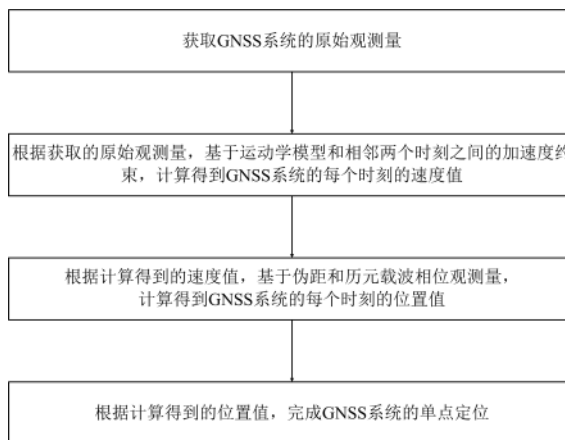 获取GNSS系统的原始观测量
根据获取的原始观测量，基于运动学模型和相邻两个时刻之间的加速度约
束，计算得到GNSS系统的每个时刻的速度值
根据计算得到的速度值，基于伪距和历元载波相位观测量，
计算得到GNSS系统的每个时刻的位置值
根据计算得到的位置值，完成GNSS系统的单点定位